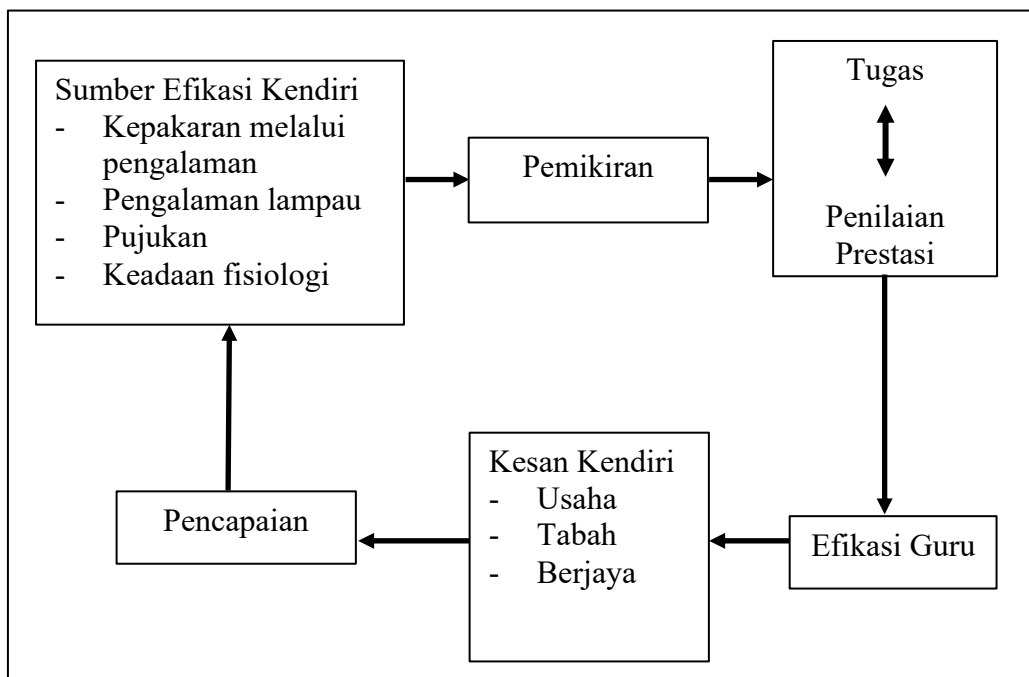 Sumber Efikasi Kendiri
- Kepakaran melalui
pengalaman
- Pengalaman lampau
- Pujukan
- Keadaan fisiologi
Pemikiran
Tugas
Penilaian
Prestasi
Efikasi Guru
Kesan Kendiri
- Usaha
- Tabah
- Berjaya
Pencapaian